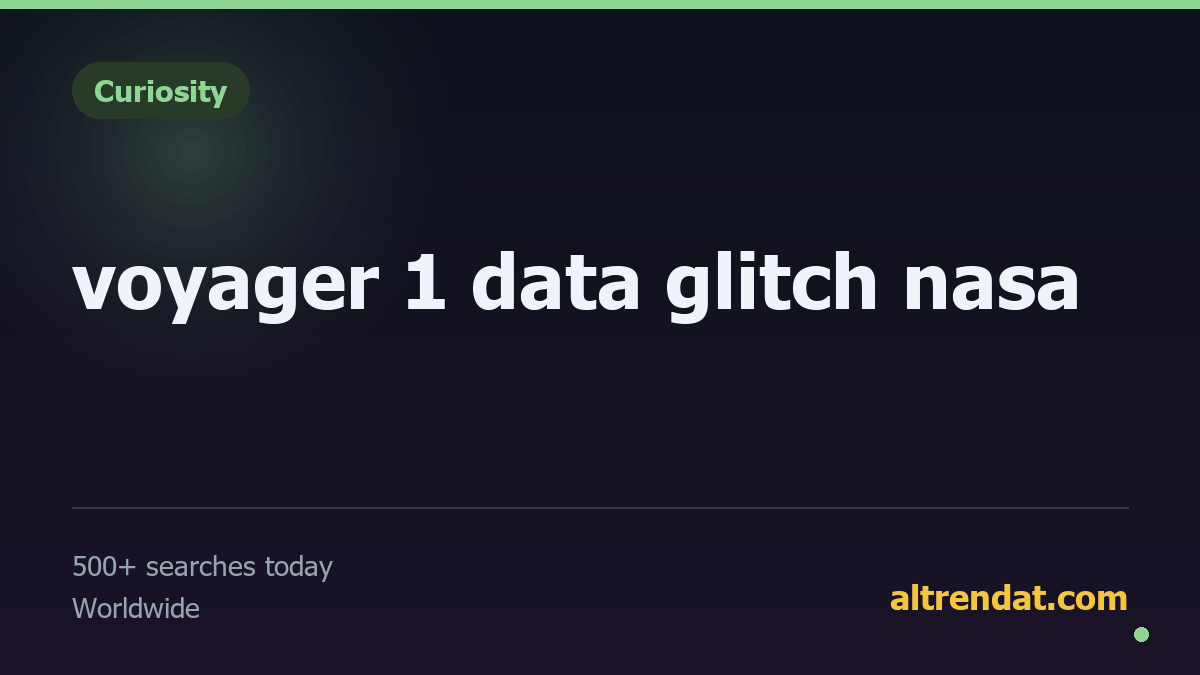 Curiosity
voyager 1 data glitch nasa
500+ searches today
Worldwide
altrendat.com